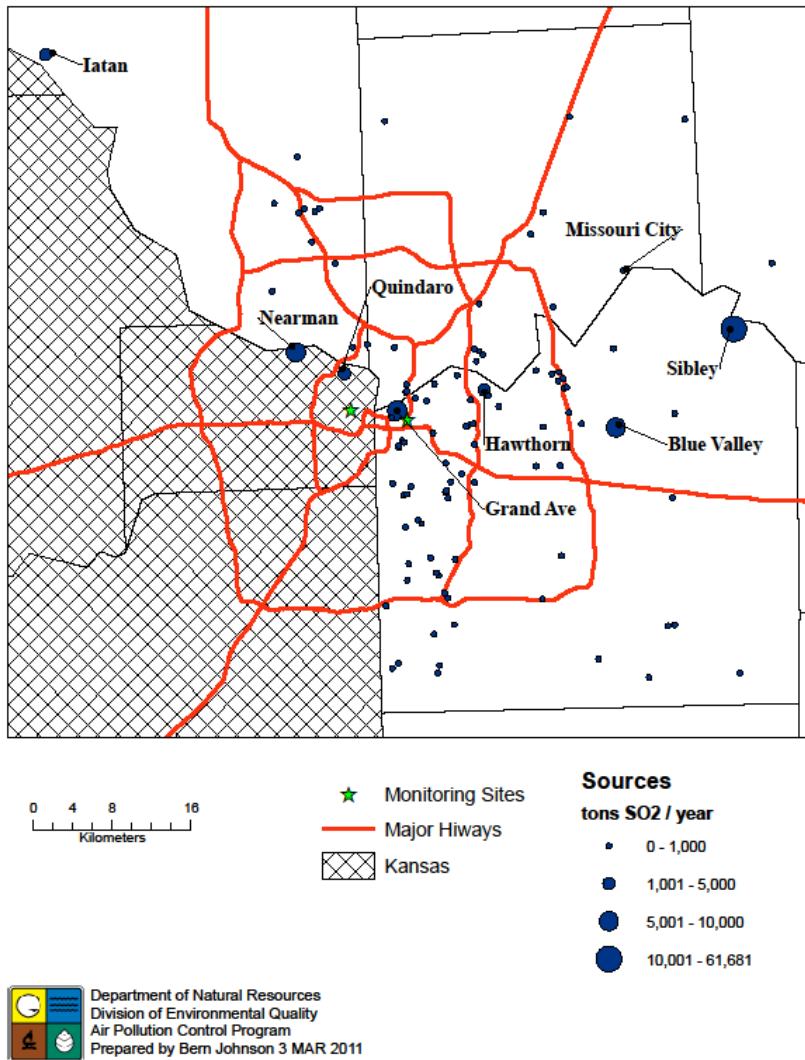 Iatan
Missouri City
Quindaro
Nearman
Sibley
Hawthorn
Blue Valley
Grand Ave
0 4 8 16
Kilometers
Monitoring Sites
Major Hiways
Kansas
Sources
tons SO2 / year
0 - 1,000
1,001 - 5,000
5,001 - 10,000
10,001 - 61,681
Department of Natural Resources
Division of Environmental Quality
Air Pollution Control Program
Prepared by Bern Johnson 3 MAR 2011